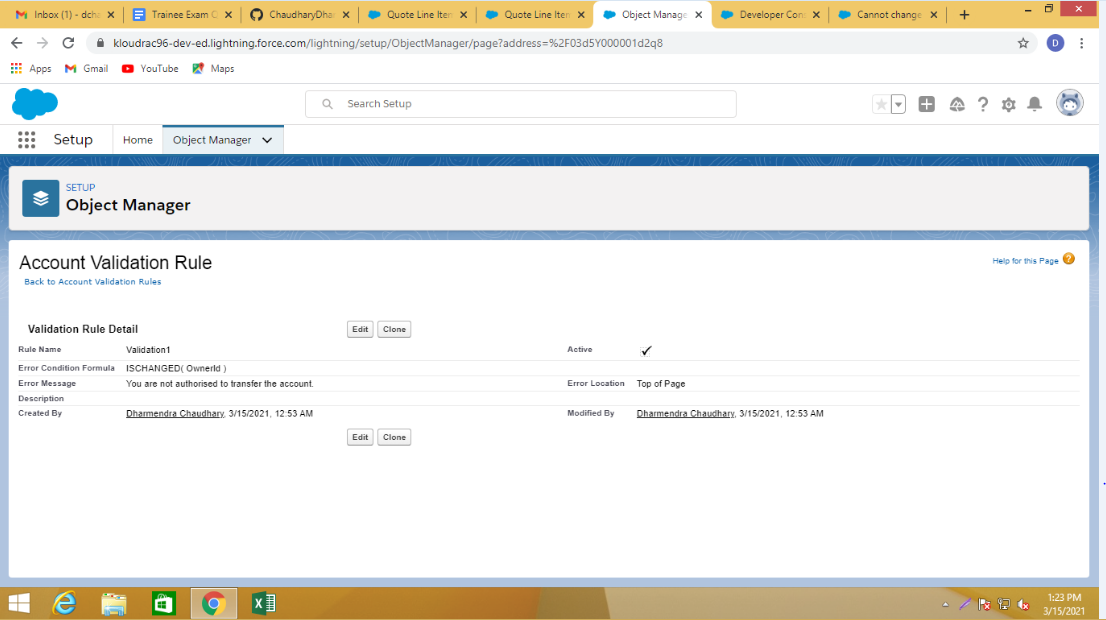 Inbox (1) - dcha
Trainee Exam C
ChaudharyDha
Quote Line Item
Quote Line Item
Object Manage
Developer Con
Cannot change
kloudrac96-dev-ed.lightning.force.com/lightning/setup/ObjectManager/page?address=%2F03d5Y000001d2q8
D
Apps
Gmail
YouTube
Maps
Search Setup
Setup
Home
Object Manager
SETUP
Object Manager
Account Validation Rule
Help for this Page ?
Back to Account Validation Rules
Validation Rule Detail
Edit
Clone
Rule Name Validation1 Active ✓
Error Condition Formula ISCHANGED( OwnerId )
Error Message You are not authorised to transfer the account. Error Location Top of Page
Description
Created By Dharmendra Chaudhary, 3/15/2021, 12:53 AM Modified By Dharmendra Chaudhary, 3/15/2021, 12:53 AM
Edit
Clone
1:23 PM
3/15/2021